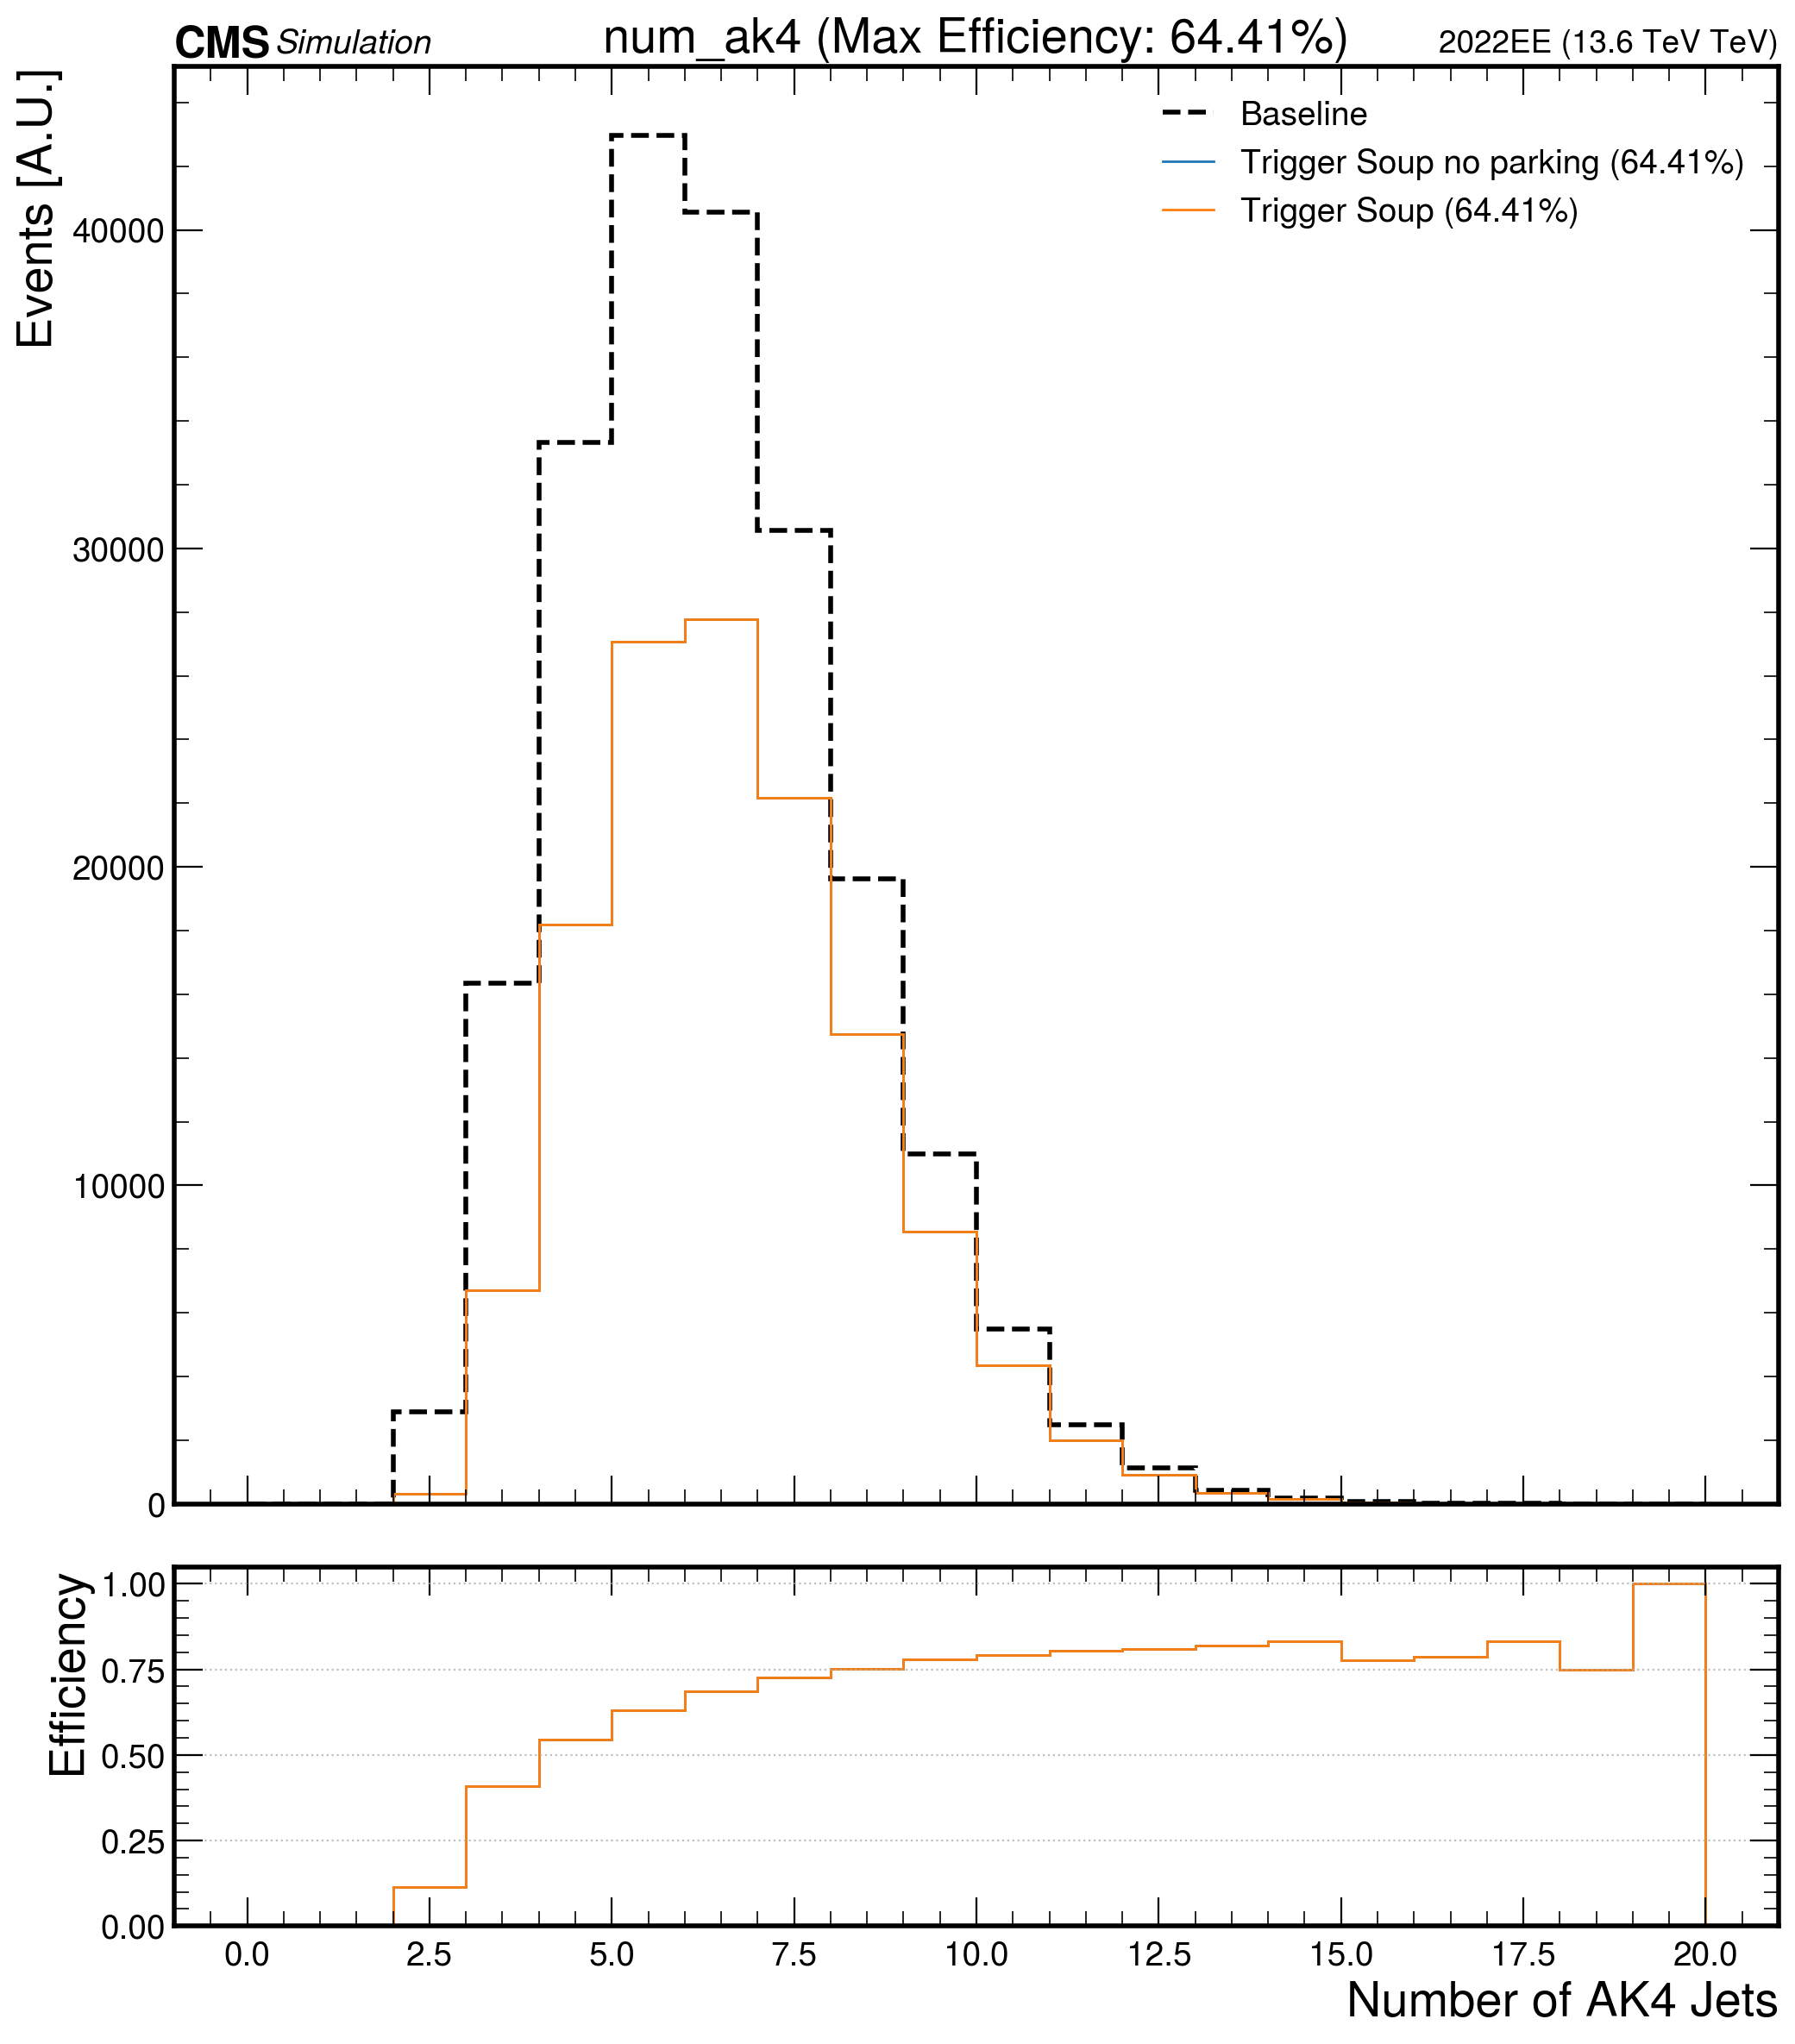 CMS Simulation num_ak4 (Max Efficiency: 64.41%) 2022EE (13.6 TeV TeV)
Events [A.U.]
Baseline
Trigger Soup no parking (64.41%)
Trigger Soup (64.41%)
40000
30000
20000
10000
0
Efficiency
1.00
0.75
0.50
0.25
0.00
0.0 2.5 5.0 7.5 10.0 12.5 15.0 17.5 20.0
Number of AK4 Jets